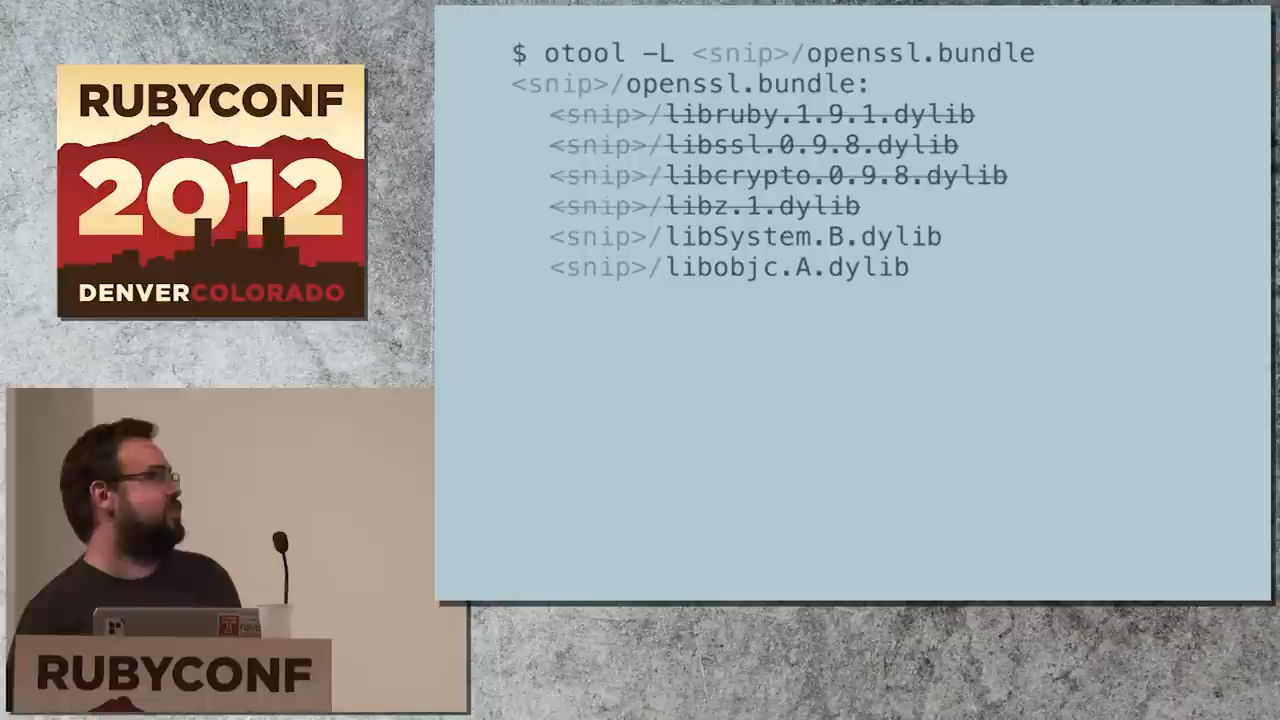 RUBYCONF
2012
DENVERCOLORADO
$ otool -L <snip>/openssl.bundle
<snip>/openssl.bundle:
<snip>/libruby.1.9.1.dylib
<snip>/libssl.0.9.8.dylib
<snip>/libcrypto.0.9.8.dylib
<snip>/libz.1.dylib
<snip>/libSystem.B.dylib
<snip>/libobjc.A.dylib
RUBYCONF